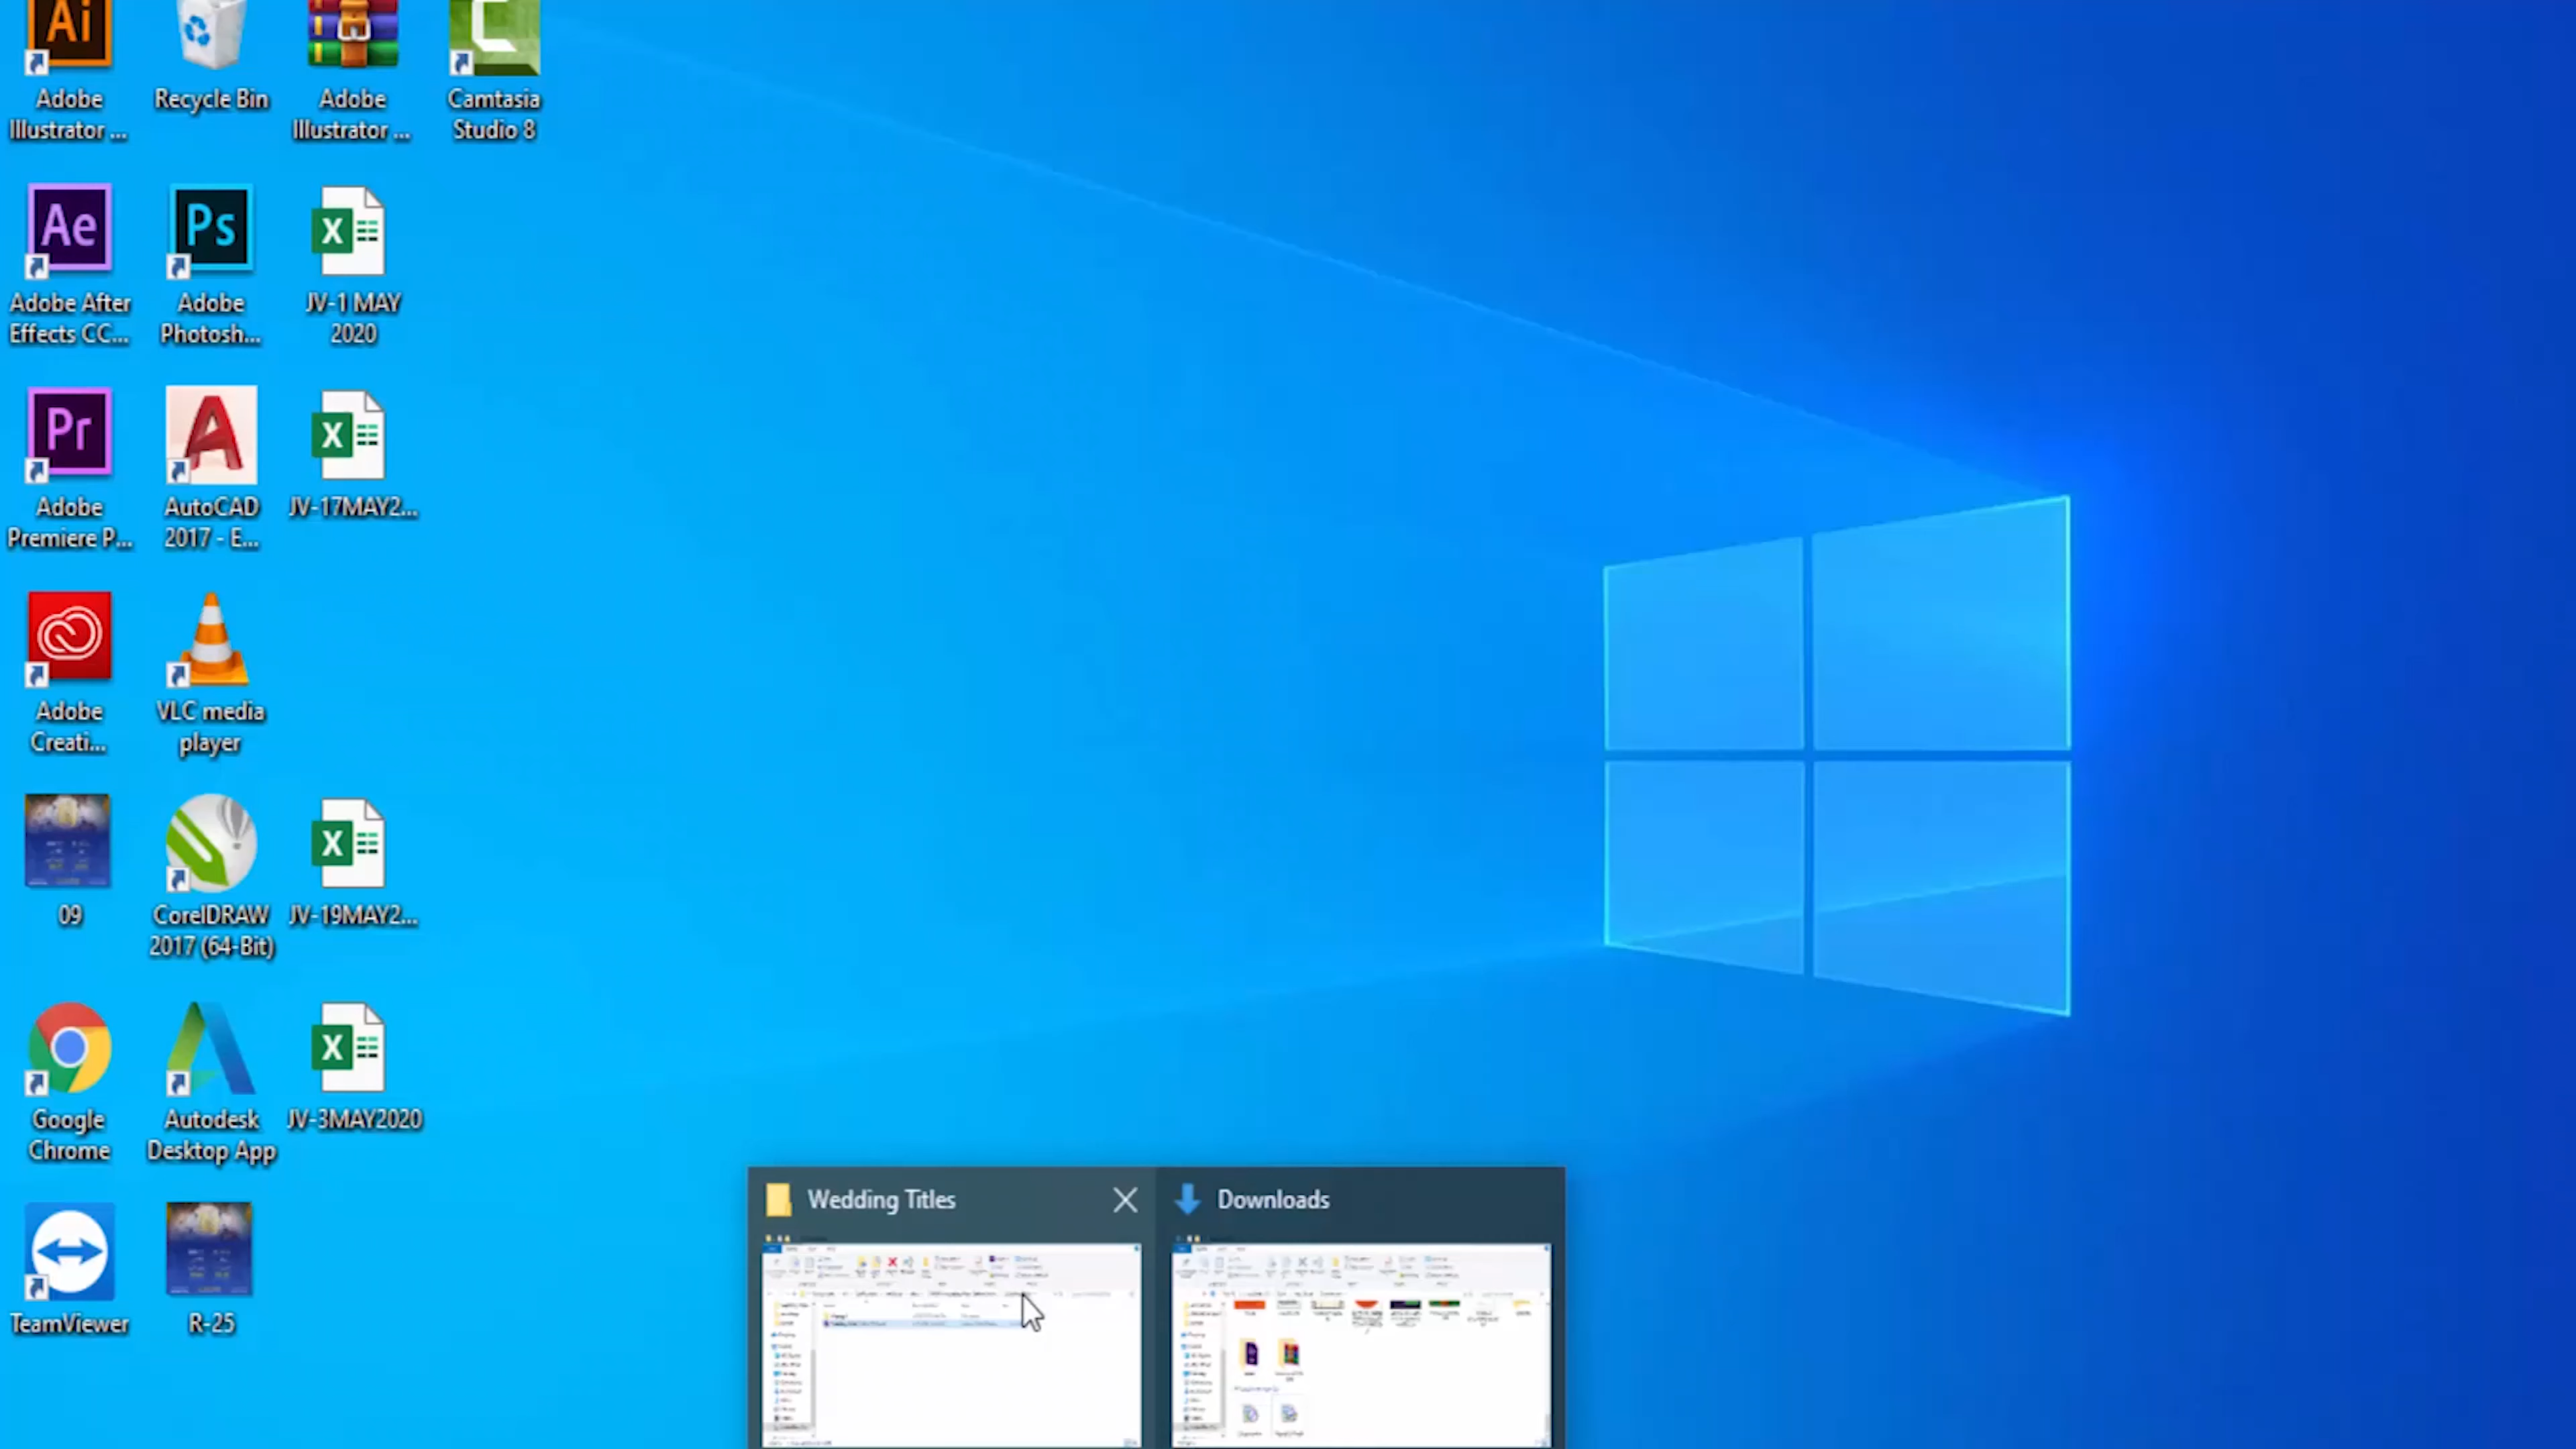 Ai
Adobe
Illustrator ...
Recycle Bin
Adobe
Illustrator ...
Camtasia
Studio 8
Ae
Adobe After
Effects CC...
Ps
Adobe
Photosh...
X
JV-1 MAY
2020
Pr
Adobe
Premiere P...
AutoCAD
2017 - E...
X
JV-17MAY2...
Adobe
Creati...
VLC media
player
09
CorelDRAW
2017 (64-Bit)
X
JV-19MAY2...
Google
Chrome
Autodesk
Desktop App
X
JV-3MAY2020
TeamViewer
R-25
Wedding Titles
Downloads